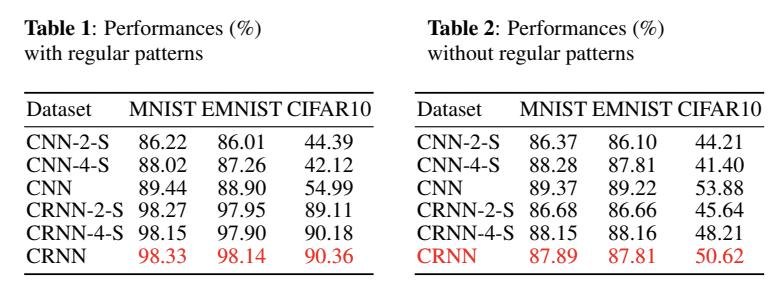 Table 1: Performances (%)
with regular patterns
Dataset MNIST EMNIST CIFAR10
CNN-2-S 86.22 86.01 44.39
CNN-4-S 88.02 87.26 42.12
CNN 89.44 88.90 54.99
CRNN-2-S 98.27 97.95 89.11
CRNN-4-S 98.15 97.90 90.18
CRNN 98.33 98.14 90.36
Table 2: Performances (%)
without regular patterns
Dataset MNIST EMNIST CIFAR10
CNN-2-S 86.37 86.10 44.21
CNN-4-S 88.28 87.81 41.40
CNN 89.37 89.22 53.88
CRNN-2-S 86.68 86.66 45.64
CRNN-4-S 88.15 88.16 48.21
CRNN 87.89 87.81 50.62